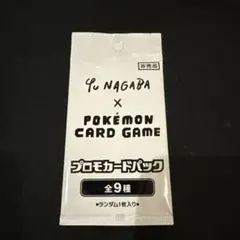 非売品
YU NAGABA
×
POKÉMON
CARD GAME
プロモカードパック
全9種
•ランダム1枚入り•